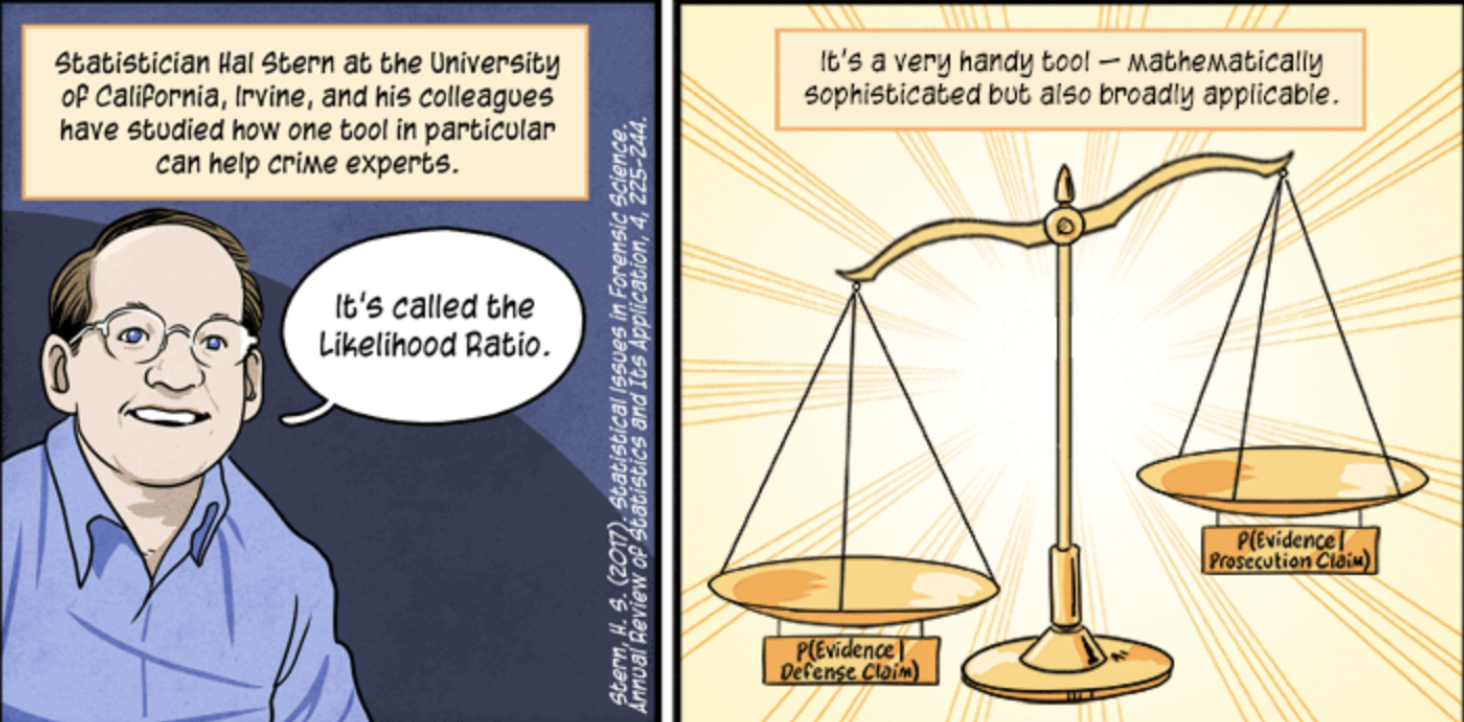 Statistician Hal Stern at the University
of California, Irvine, and his colleagues
have studied how one tool in particular
can help crime experts.
It's called the
Likelihood Ratio.
Stern, H. S. (2017). Statistical Issues in Forensic Science.
Annual Review of Statistics and Its Application, 4, 225-244.
It's a very handy tool — mathematically
sophisticated but also broadly applicable.
P(Evidence|
Defense Claim)
P(Evidence|
Prosecution Claim)